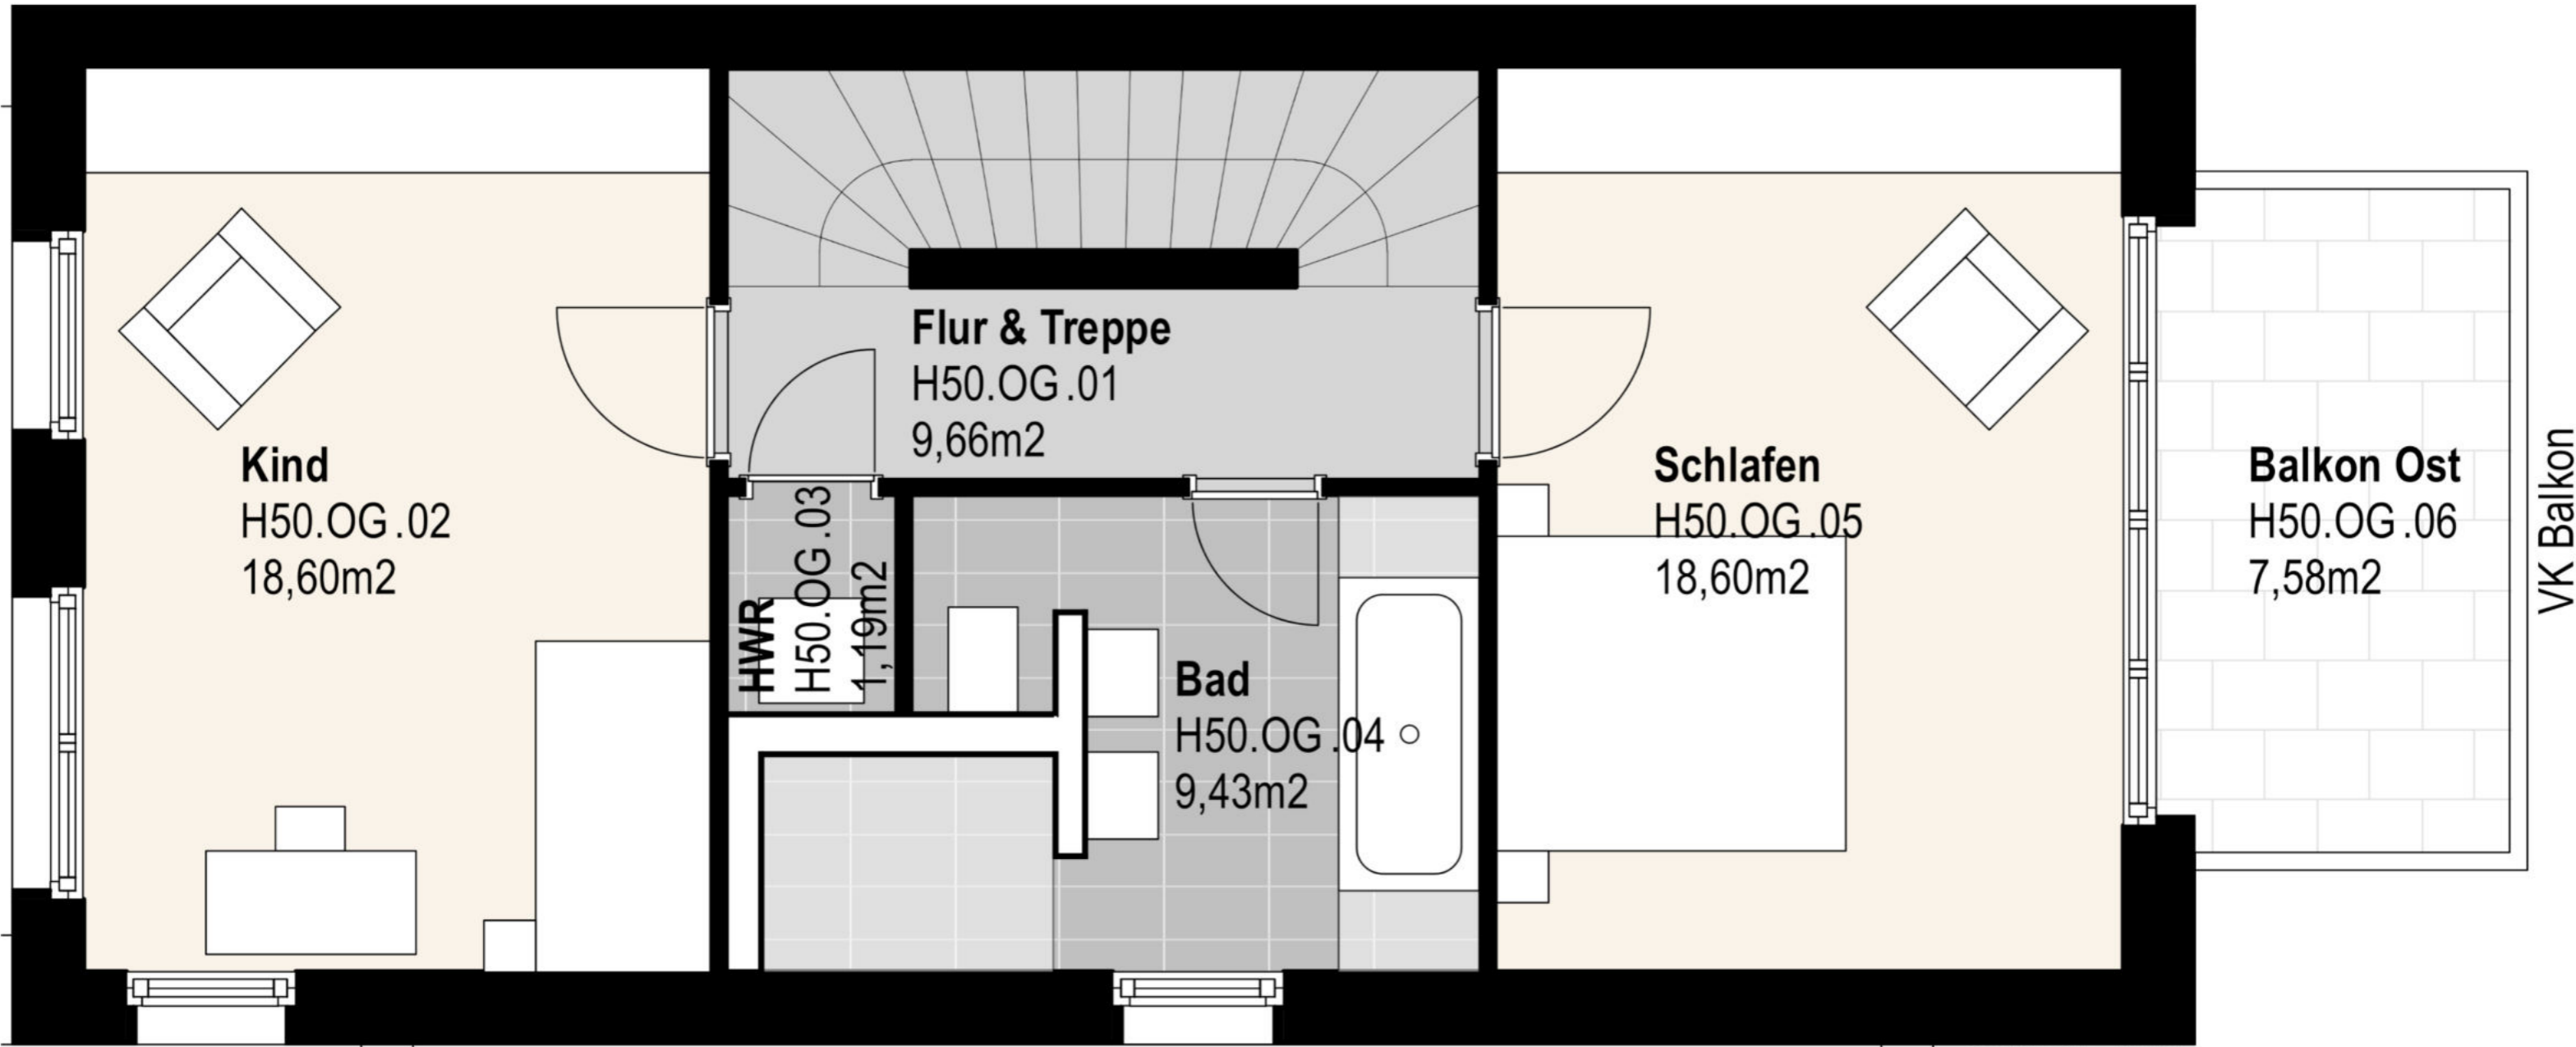 Flur & Treppe
H50.OG.01
9,66m2
Kind
H50.OG.02
18,60m2
HWR
H50.OG.03
1,19m2
Bad
H50.OG.04
9,43m2
Schlafen
H50.OG.05
18,60m2
Balkon Ost
H50.OG.06
7,58m2
VK Balkon